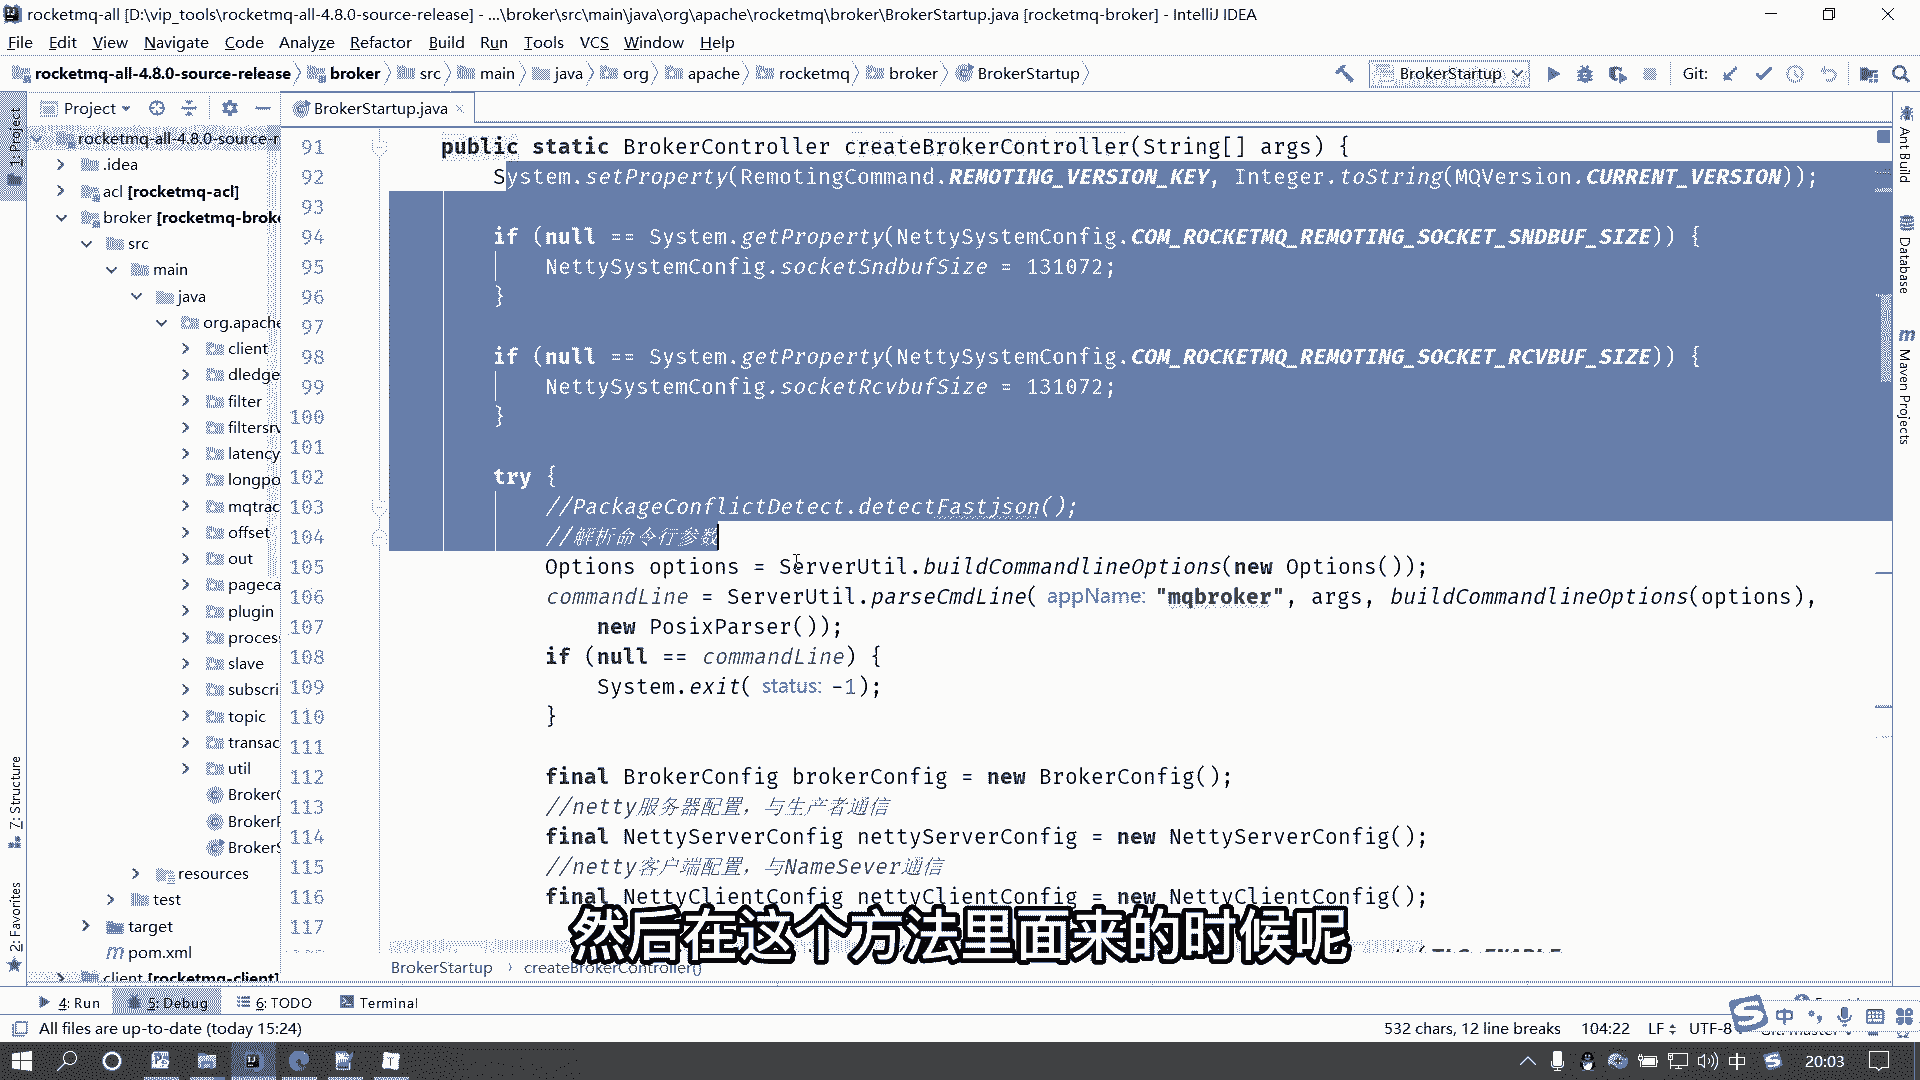 rocketmq-all [D:\vip_tools\rocketmq-all-4.8.0-source-release] - ...\broker\src\main\java\org\apache\rocketmq\broker\BrokerStartup.java [rocketmq-broker] - IntelliJ IDEA
File Edit View Navigate Code Analyze Refactor Build Run Tools VCS Window Help
rocketmq-all-4.8.0-source-release broker src main java org apache rocketmq broker BrokerStartup
BrokerStartup Git:
Project
BrokerStartup.java
1: Project
7: Structure
2: Favorites
rocketmq-all-4.8.0-source-r
.idea
acl [rocketmq-acl]
broker [rocketmq-broke
src
main
java
org.apache
client
dledge
filter
filtersrv
latency
longpo
mqtrac
offset
out
pageca
plugin
process
slave
subscri
topic
transac
util
Broker
Broker
BrokerS
resources
test
target
pom.xml
client [rocketmq-client]
91 public static BrokerController createBrokerController(String[] args) {
92 System.setProperty(RemotingCommand.REMOTING_VERSION_KEY, Integer.toString(MQVersion.CURRENT_VERSION));
93
94 if (null == System.getProperty(NettySystemConfig.COM_ROCKETMQ_REMOTING_SOCKET_SNDBUF_SIZE)) {
95 NettySystemConfig.socketSndbufSize = 131072;
96 }
97
98 if (null == System.getProperty(NettySystemConfig.COM_ROCKETMQ_REMOTING_SOCKET_RCVBUF_SIZE)) {
99 NettySystemConfig.socketRcvbufSize = 131072;
100 }
101
102 try {
103 //PackageConflictDetect.detectFastjson();
104 //解析命令行参数
105 Options options = ServerUtil.buildCommandlineOptions(new Options());
106 commandLine = ServerUtil.parseCmdLine( appName: "mqbroker", args, buildCommandlineOptions(options),
107 new PosixParser());
108 if (null == commandLine) {
109 System.exit( status: -1);
110 }
111
112 final BrokerConfig brokerConfig = new BrokerConfig();
113 //netty服务器配置，与生产者通信
114 final NettyServerConfig nettyServerConfig = new NettyServerConfig();
115 //netty客户端配置，与NameSever通信
116 final NettyClientConfig nettyClientConfig = new NettyClientConfig();
117
然后在这个方法里面来的时候呢
BrokerStartup createBrokerController()
Ant Build
Database
Maven Projects
4: Run 5: Debug 6: TODO Terminal
All files are up-to-date (today 15:24)
532 chars, 12 line breaks 104:22 LF UTF-8
中
中 20:03